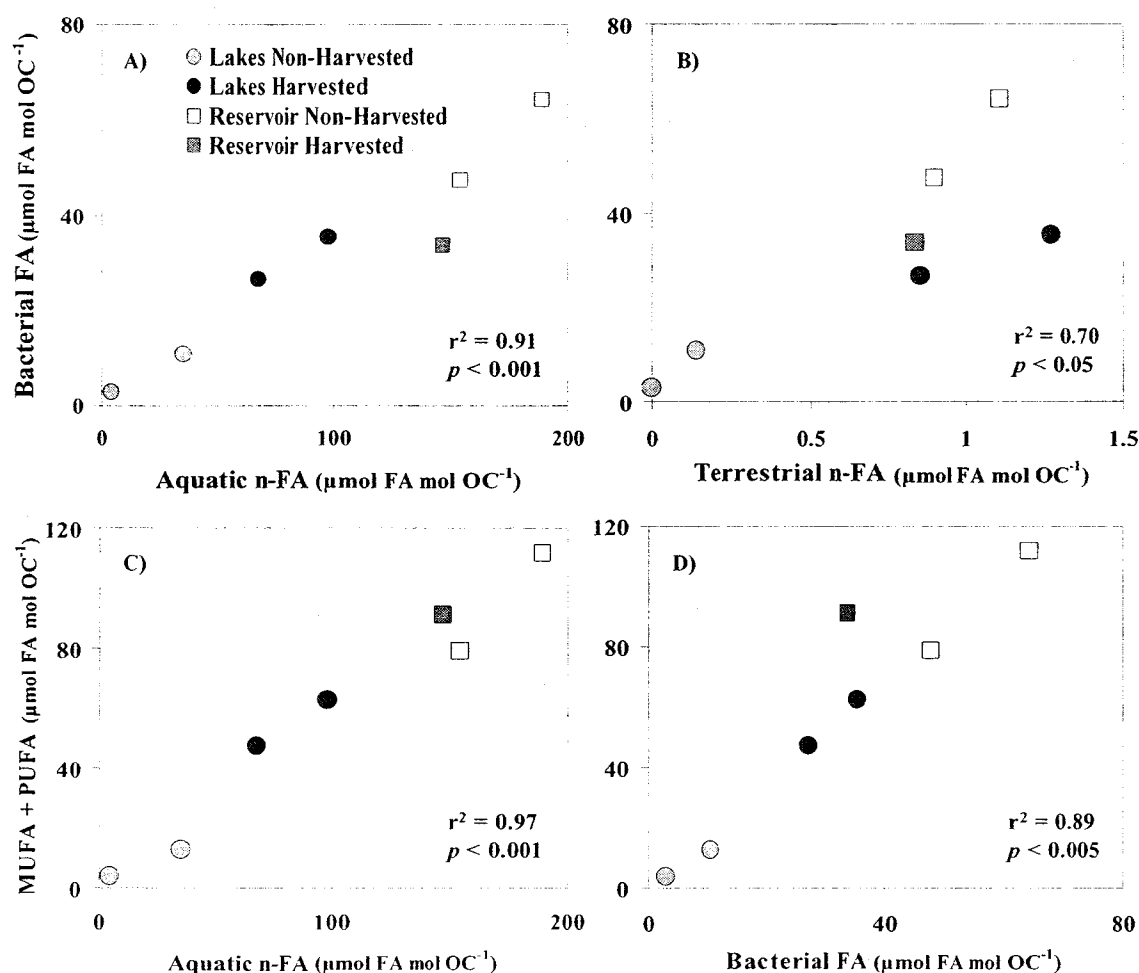 80
A)
Lakes Non-Harvested
Lakes Harvested
Reservoir Non-Harvested
Reservoir Harvested
40
0
r² = 0.91
p < 0.001
0 100 200
Bacterial FA (μmol FA mol OC⁻¹)
Aquatic n-FA (μmol FA mol OC⁻¹)
80
B)
40
0
r² = 0.70
p < 0.05
0 0.5 1 1.5
Terrestrial n-FA (μmol FA mol OC⁻¹)
120
C)
80
40
0
r² = 0.97
p < 0.001
0 100 200
MUFA + PUFA (μmol FA mol OC⁻¹)
Aquatic n-FA (μmol FA mol OC⁻¹)
120
D)
80
40
0
r² = 0.89
p < 0.005
0 40 80
Bacterial FA (μmol FA mol OC⁻¹)